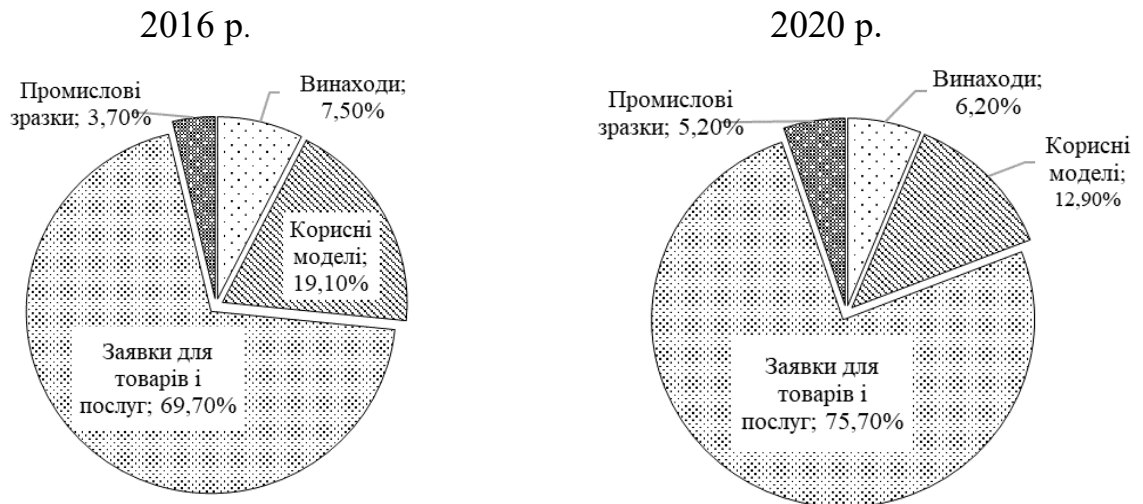 2016 р.
Промислові
зразки; 3,70%
Винаходи;
7,50%
Корисні
моделі;
19,10%
Заявки для
товарів і
послуг; 69,70%
2020 р.
Промислові
зразки; 5,20%
Винаходи;
6,20%
Корисні
моделі;
12,90%
Заявки для
товарів і
послуг; 75,70%